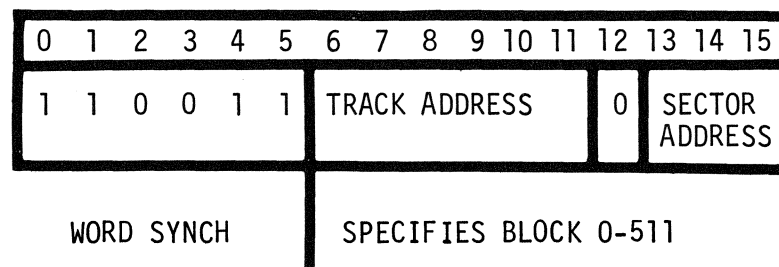 0 1 2 3 4 5 6 7 8 9 10 11 12 13 14 15
1 1 0 0 1 1 TRACK ADDRESS 0 SECTOR
ADDRESS
WORD SYNCH SPECIFIES BLOCK 0-511